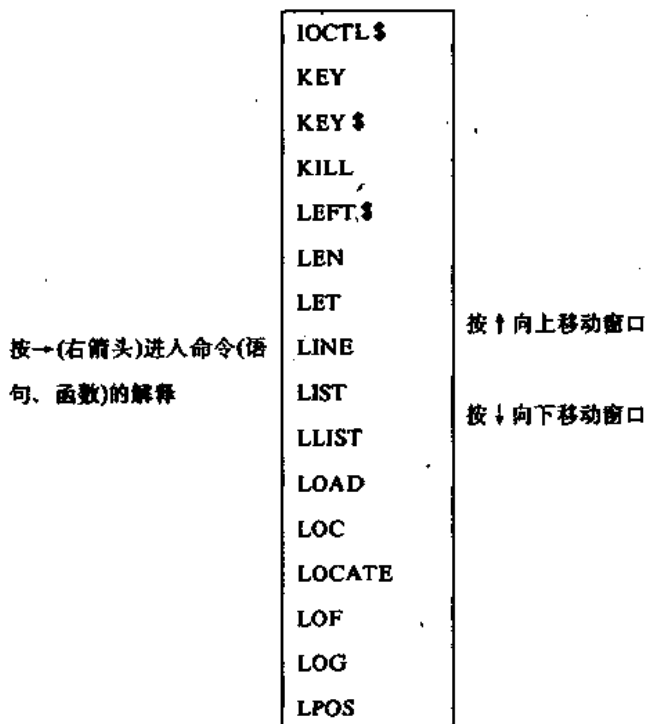 IOCTL$
KEY
KEY$
KILL
LEFT$
LEN
LET
LINE
LIST
LLIST
LOAD
LOC
LOCATE
LOF
LOG
LPOS
按→(右箭头)进入命令(语
句、函数)的解释
按↑向上移动窗口
按↓向下移动窗口